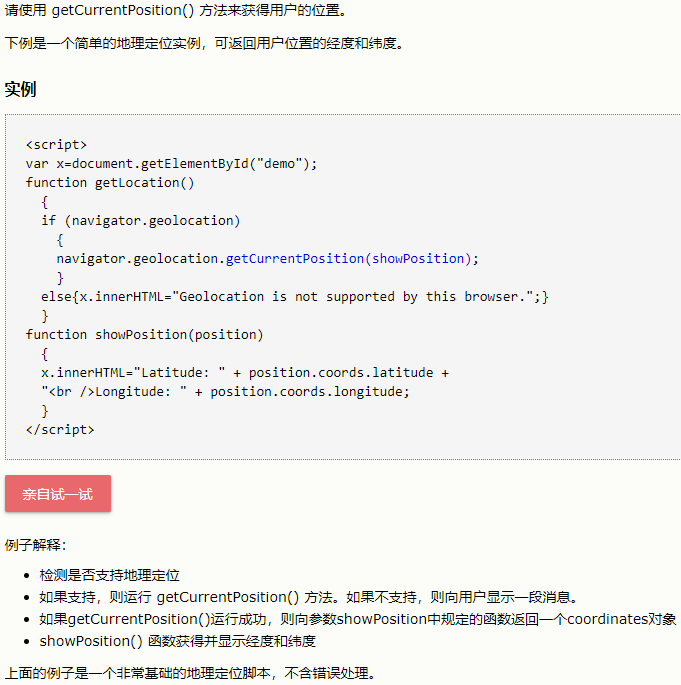 请使用 getCurrentPosition() 方法来获得用户的位置。
下例是一个简单的地理定位实例，可返回用户位置的经度和纬度。
实例
<script>
var x=document.getElementById("demo");
function getLocation()
  {
  if (navigator.geolocation)
    {
    navigator.geolocation.getCurrentPosition(showPosition);
    }
  else{x.innerHTML="Geolocation is not supported by this browser.";}
  }
function showPosition(position)
  {
  x.innerHTML="Latitude: " + position.coords.latitude +
  "<br />Longitude: " + position.coords.longitude;
  }
</script>
亲自试一试
例子解释：
• 检测是否支持地理定位
• 如果支持，则运行 getCurrentPosition() 方法。如果不支持，则向用户显示一段消息。
• 如果getCurrentPosition()运行成功，则向参数showPosition中规定的函数返回一个coordinates对象
• showPosition() 函数获得并显示经度和纬度
上面的例子是一个非常基础的地理定位脚本，不含错误处理。